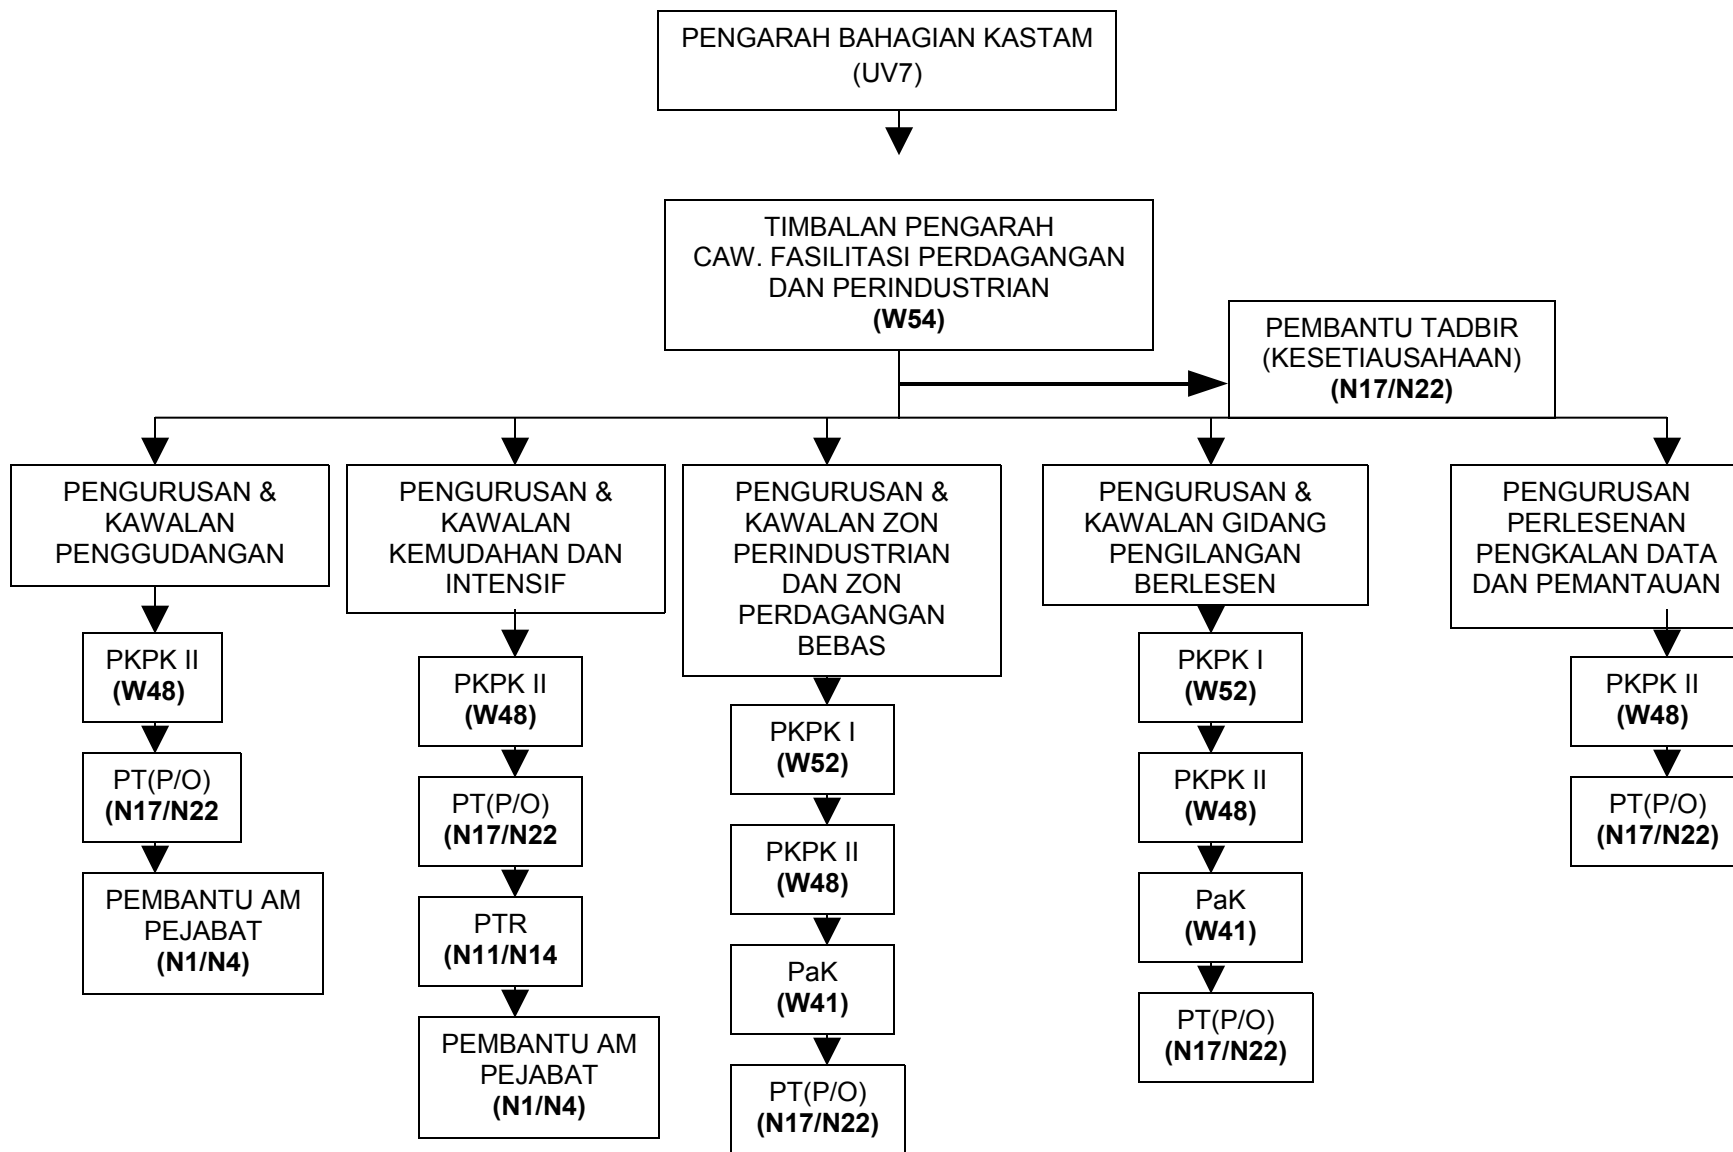 PENGARAH BAHAGIAN KASTAM
(UV7)
TIMBALAN PENGARAH
CAW. FASILITASI PERDAGANGAN
DAN PERINDUSTRIAN
(W54)
PEMBANTU TADBIR
(KESETIAUSAHAAN)
(N17/N22)
PENGURUSAN &
KAWALAN
PENGGUDANGAN
PKPK II
(W48)
PT(P/O)
(N17/N22
PEMBANTU AM
PEJABAT
(N1/N4)
PENGURUSAN &
KAWALAN
KEMUDAHAN DAN
INTENSIF
PKPK II
(W48)
PT(P/O)
(N17/N22
PTR
(N11/N14
PEMBANTU AM
PEJABAT
(N1/N4)
PENGURUSAN &
KAWALAN ZON
PERINDUSTRIAN
DAN ZON
PERDAGANGAN
BEBAS
PKPK I
(W52)
PKPK II
(W48)
PaK
(W41)
PT(P/O)
(N17/N22)
PENGURUSAN &
KAWALAN GIDANG
PENGILANGAN
BERLESEN
PKPK I
(W52)
PKPK II
(W48)
PaK
(W41)
PT(P/O)
(N17/N22)
PENGURUSAN
PERLESENAN
PENGKALAN DATA
DAN PEMANTAUAN
PKPK II
(W48)
PT(P/O)
(N17/N22)